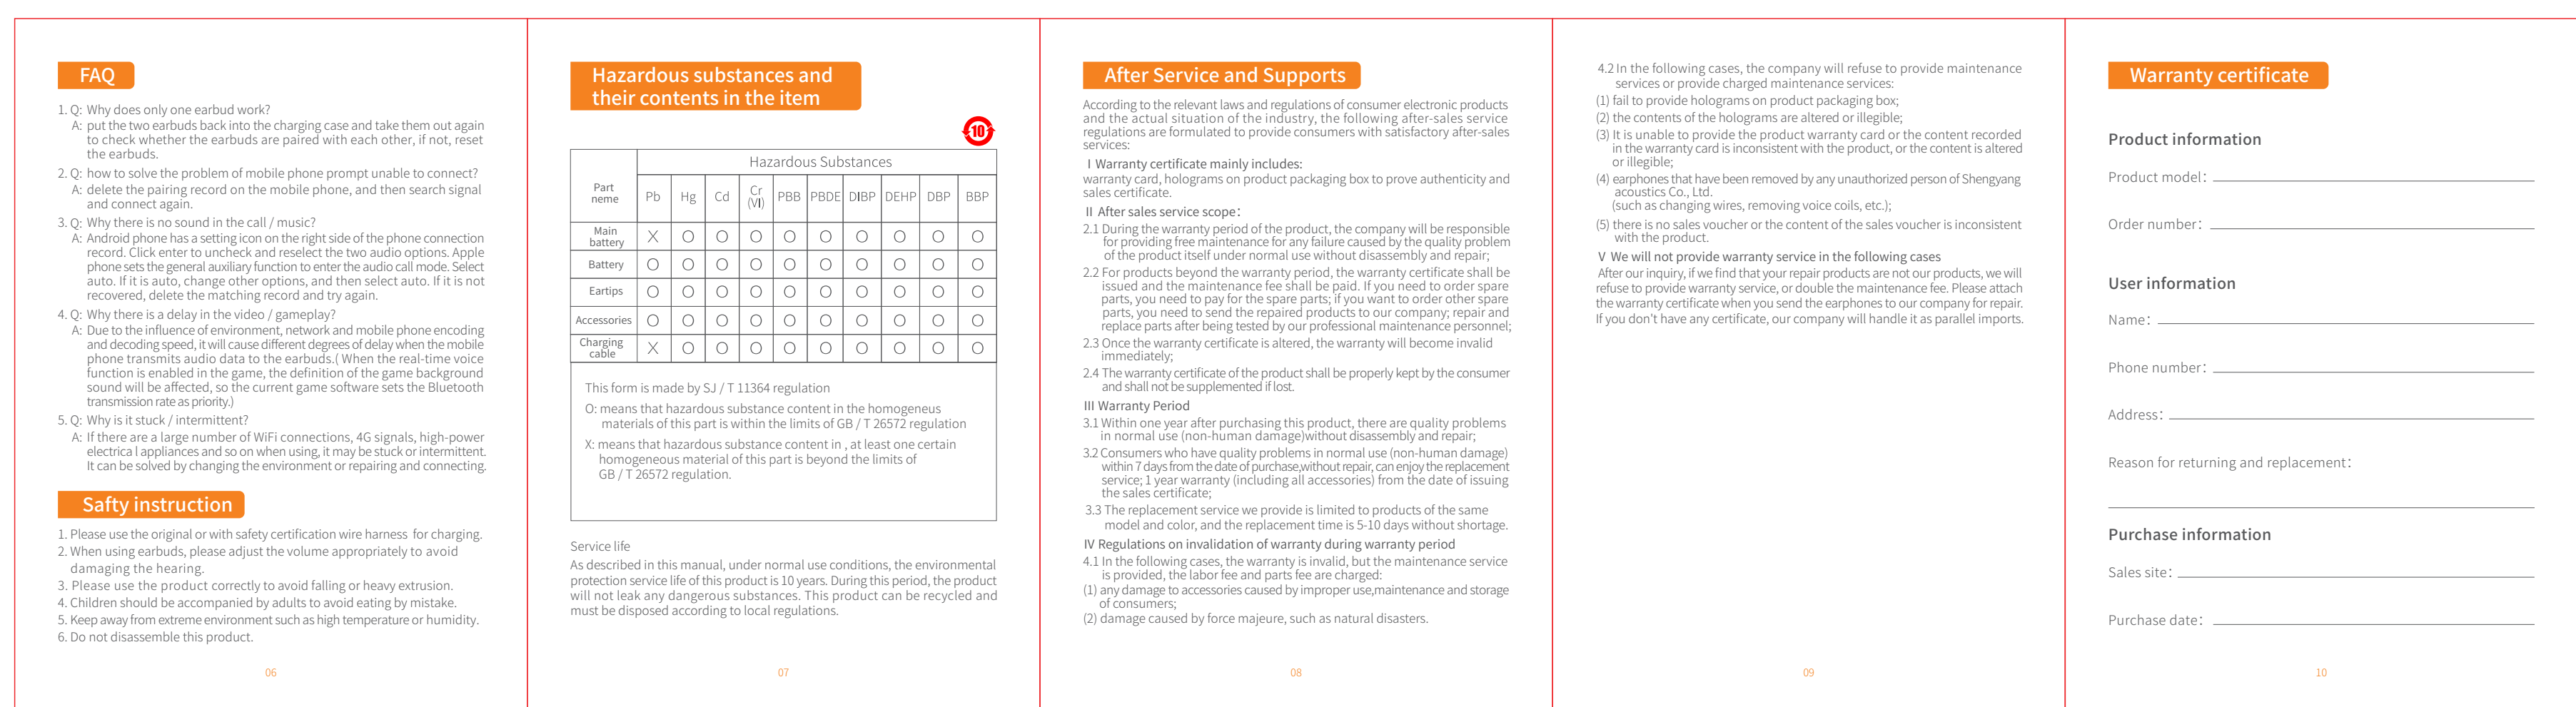 FAQ
1. Q: Why does only one earbud work?
A: put the two earbuds back into the charging case and take them out again
to check whether the earbuds are paired with each other, if not, reset
the earbuds.
2. Q: how to solve the problem of mobile phone prompt unable to connect?
A: delete the pairing record on the mobile phone, and then search signal
and connect again.
3. Q: Why there is no sound in the call / music?
A: Android phone has a setting icon on the right side of the phone connection
record. Click enter to uncheck and reselect the two audio options. Apple
phone sets the general auxiliary function to enter the audio call mode. Select
auto. If it is auto, change other options, and then select auto. If it is not
recovered, delete the matching record and try again.
4. Q: Why there is a delay in the video / gameplay?
A: Due to the influence of environment, network and mobile phone encoding
and decoding speed, it will cause different degrees of delay when the mobile
phone transmits audio data to the earbuds.( When the real-time voice
function is enabled in the game, the definition of the game background
sound will be affected, so the current game software sets the Bluetooth
transmission rate as priority.)
5. Q: Why is it stuck / intermittent?
A: If there are a large number of WiFi connections, 4G signals, high-power
electrica l appliances and so on when using, it may be stuck or intermittent.
It can be solved by changing the environment or repairing and connecting.
Safty instruction
1. Please use the original or with safety certification wire harness for charging.
2. When using earbuds, please adjust the volume appropriately to avoid
damaging the hearing.
3. Please use the product correctly to avoid falling or heavy extrusion.
4. Children should be accompanied by adults to avoid eating by mistake.
5. Keep away from extreme environment such as high temperature or humidity.
6. Do not disassemble this product.
06
Hazardous substances and
their contents in the item
10
Part
neme
Hazardous Substances
Pb Hg Cd Cr (VI) PBB PBDE DIBP DEHP DBP BBP
Main battery X O O O O O O O O O
Battery O O O O O O O O O O
Eartips O O O O O O O O O O
Accessories O O O O O O O O O O
Charging cable X O O O O O O O O O
This form is made by SJ / T 11364 regulation
O: means that hazardous substance content in the homogeneus
materials of this part is within the limits of GB / T 26572 regulation
X: means that hazardous substance content in , at least one certain
homogeneous material of this part is beyond the limits of
GB / T 26572 regulation.
Service life
As described in this manual, under normal use conditions, the environmental
protection service life of this product is 10 years. During this period, the product
will not leak any dangerous substances. This product can be recycled and
must be disposed according to local regulations.
07
After Service and Supports
According to the relevant laws and regulations of consumer electronic products
and the actual situation of the industry, the following after-sales service
regulations are formulated to provide consumers with satisfactory after-sales
services:
I Warranty certificate mainly includes:
warranty card, holograms on product packaging box to prove authenticity and
sales certificate.
II After sales service scope：
2.1 During the warranty period of the product, the company will be responsible
for providing free maintenance for any failure caused by the quality problem
of the product itself under normal use without disassembly and repair;
2.2 For products beyond the warranty period, the warranty certificate shall be
issued and the maintenance fee shall be paid. If you need to order spare
parts, you need to pay for the spare parts; if you want to order other spare
parts, you need to send the repaired products to our company; repair and
replace parts after being tested by our professional maintenance personnel;
2.3 Once the warranty certificate is altered, the warranty will become invalid
immediately;
2.4 The warranty certificate of the product shall be properly kept by the consumer
and shall not be supplemented if lost.
III Warranty Period
3.1 Within one year after purchasing this product, there are quality problems
in normal use (non-human damage)without disassembly and repair;
3.2 Consumers who have quality problems in normal use (non-human damage)
within 7 days from the date of purchase,without repair, can enjoy the replacement
service; 1 year warranty (including all accessories) from the date of issuing
the sales certificate;
3.3 The replacement service we provide is limited to products of the same
model and color, and the replacement time is 5-10 days without shortage.
IV Regulations on invalidation of warranty during warranty period
4.1 In the following cases, the warranty is invalid, but the maintenance service
is provided, the labor fee and parts fee are charged:
(1) any damage to accessories caused by improper use,maintenance and storage
of consumers;
(2) damage caused by force majeure, such as natural disasters.
08
4.2 In the following cases, the company will refuse to provide maintenance
services or provide charged maintenance services:
(1) fail to provide holograms on product packaging box;
(2) the contents of the holograms are altered or illegible;
(3) It is unable to provide the product warranty card or the content recorded
in the warranty card is inconsistent with the product, or the content is altered
or illegible;
(4) earphones that have been removed by any unauthorized person of Shengyang
acoustics Co., Ltd.
(such as changing wires, removing voice coils, etc.);
(5) there is no sales voucher or the content of the sales voucher is inconsistent
with the product.
V We will not provide warranty service in the following cases
After our inquiry, if we find that your repair products are not our products, we will
refuse to provide warranty service, or double the maintenance fee. Please attach
the warranty certificate when you send the earphones to our company for repair.
If you don't have any certificate, our company will handle it as parallel imports.
09
Warranty certificate
Product information
Product model：
Order number：
User information
Name：
Phone number：
Address：
Reason for returning and replacement：
Purchase information
Sales site：
Purchase date：
10